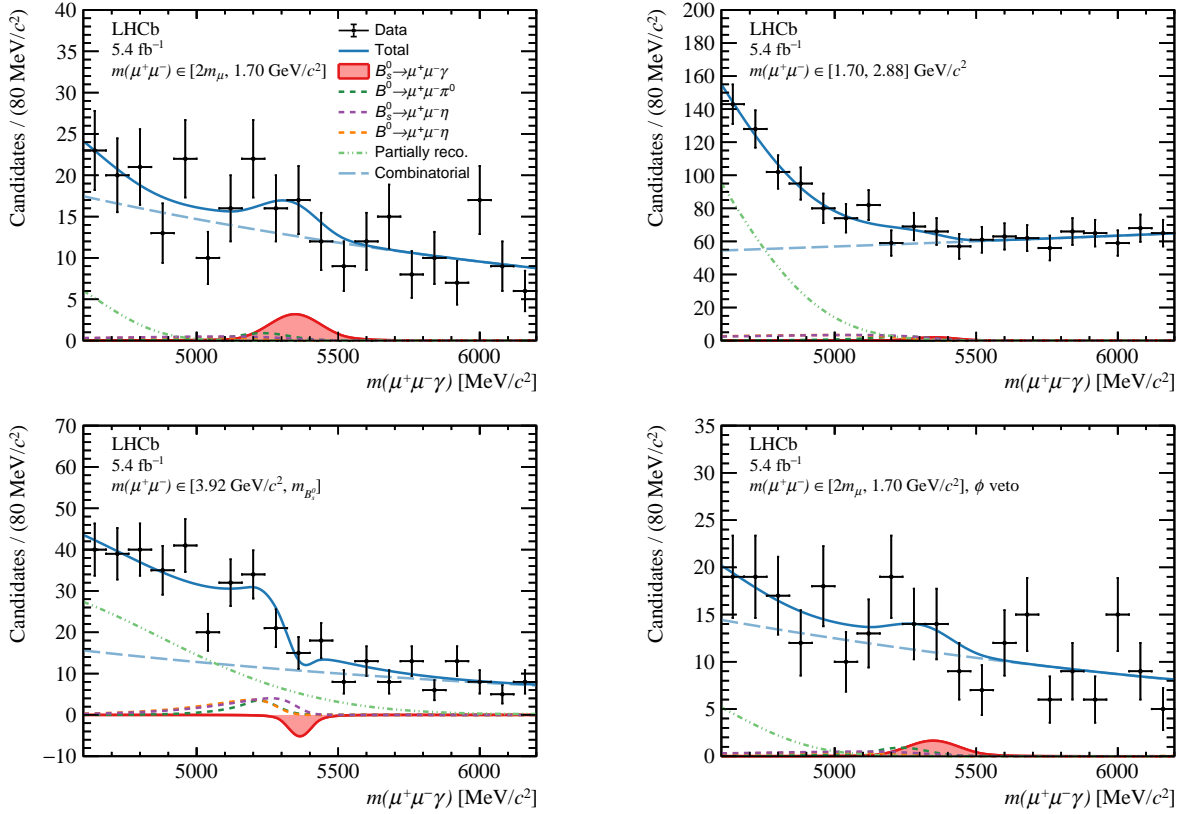 LHCb
5.4 fb⁻¹
m(μ⁺μ⁻) ∈ [2mμ, 1.70 GeV/c²]
Data
Total
B⁰ₛ→μ⁺μ⁻γ
B⁰→μ⁺μ⁻π⁰
B⁰ₛ→μ⁺μ⁻η
B⁰→μ⁺μ⁻η
Partially reco.
Combinatorial
Candidates / (80 MeV/c²)
40
35
30
25
20
15
10
5
0
5000 5500 6000
m(μ⁺μ⁻γ) [MeV/c²]
LHCb
5.4 fb⁻¹
m(μ⁺μ⁻) ∈ [1.70, 2.88] GeV/c²
Candidates / (80 MeV/c²)
200
180
160
140
120
100
80
60
40
20
0
5000 5500 6000
m(μ⁺μ⁻γ) [MeV/c²]
LHCb
5.4 fb⁻¹
m(μ⁺μ⁻) ∈ [3.92 GeV/c², m_{B⁰ₛ}]
Candidates / (80 MeV/c²)
70
60
50
40
30
20
10
0
−10
5000 5500 6000
m(μ⁺μ⁻γ) [MeV/c²]
LHCb
5.4 fb⁻¹
m(μ⁺μ⁻) ∈ [2mμ, 1.70 GeV/c²], ϕ veto
Candidates / (80 MeV/c²)
35
30
25
20
15
10
5
0
5000 5500 6000
m(μ⁺μ⁻γ) [MeV/c²]